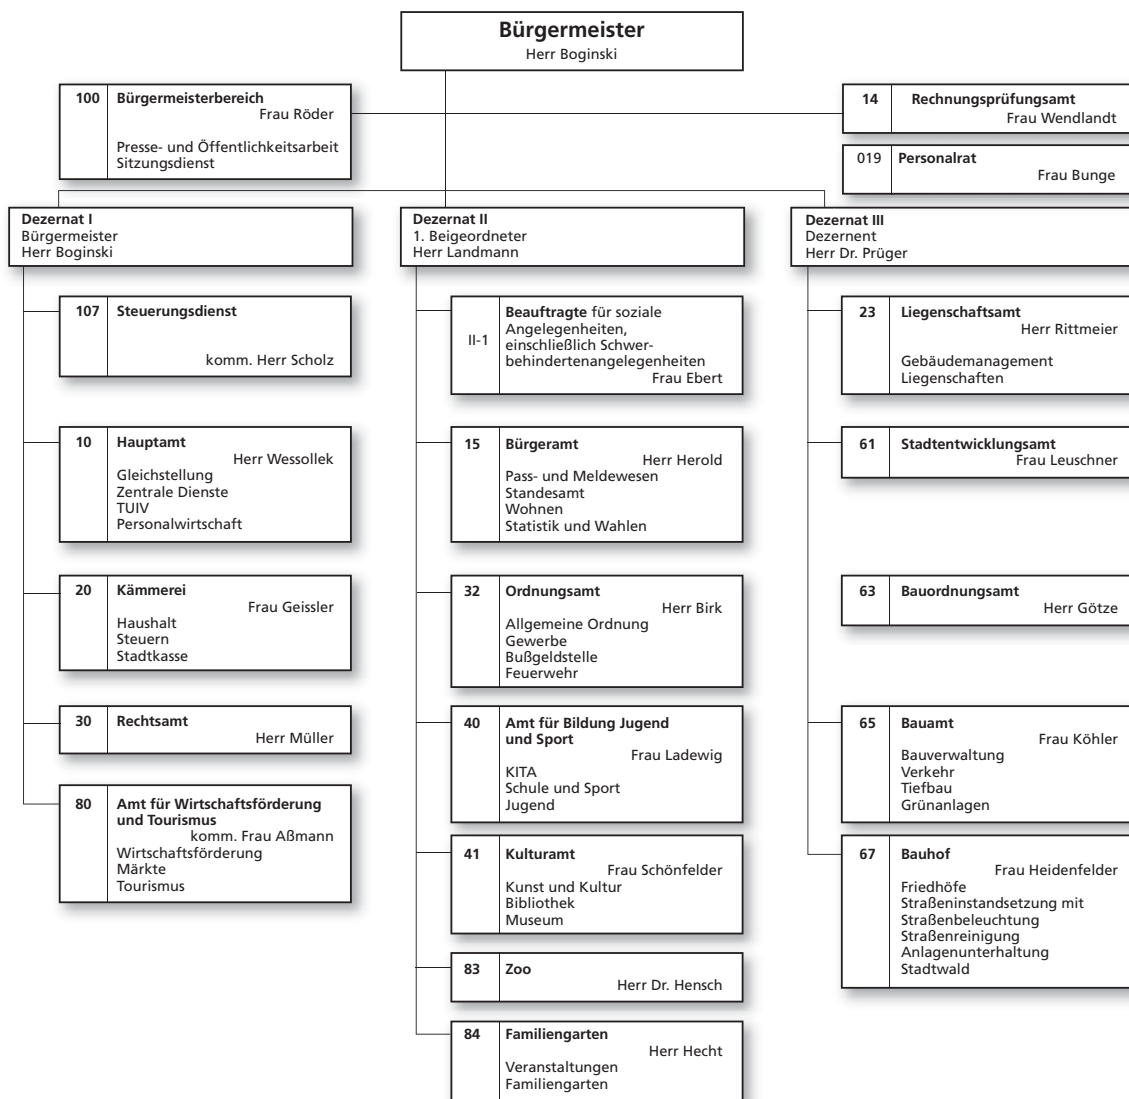 Bürgermeister
Herr Boginski
100 Bürgermeisterbereich
Frau Röder
Presse- und Öffentlichkeitsarbeit
Sitzungsdienst
14 Rechnungsprüfungsamt
Frau Wendlandt
019 Personalrat
Frau Bunge
Dezernat I
Bürgermeister
Herr Boginski
107 Steuerungsdienst
komm. Herr Scholz
10 Hauptamt
Herr Wessollek
Gleichstellung
Zentrale Dienste
TUIV
Personalwirtschaft
20 Kämmerei
Frau Geissler
Haushalt
Steuern
Stadtkasse
30 Rechtsamt
Herr Müller
80 Amt für Wirtschaftsförderung
und Tourismus
komm. Frau Aßmann
Wirtschaftsförderung
Märkte
Tourismus
Dezernat II
1. Beigeordneter
Herr Landmann
II-1 Beauftragte für soziale
Angelegenheiten,
einschließlich Schwer-
behindertenangelegenheiten
Frau Ebert
15 Bürgeramt
Herr Herold
Pass- und Meldewesen
Standesamt
Wohnen
Statistik und Wahlen
32 Ordnungsamt
Herr Birk
Allgemeine Ordnung
Gewerbe
Bußgeldstelle
Feuerwehr
40 Amt für Bildung Jugend
und Sport
Frau Ladewig
KITA
Schule und Sport
Jugend
41 Kulturamt
Frau Schönfelder
Kunst und Kultur
Bibliothek
Museum
83 Zoo
Herr Dr. Hensch
84 Familiengarten
Herr Hecht
Veranstaltungen
Familiengarten
Dezernat III
Dezernent
Herr Dr. Prüger
23 Liegenschaftsamt
Herr Rittmeier
Gebäudemanagement
Liegenschaften
61 Stadtentwicklungsamt
Frau Leuschner
63 Bauordnungsamt
Herr Götze
65 Bauamt
Frau Köhler
Bauverwaltung
Verkehr
Tiefbau
Grünanlagen
67 Bauhof
Frau Heidenfelder
Friedhöfe
Straßeninstandsetzung mit
Straßenbeleuchtung
Straßenreinigung
Anlagenunterhaltung
Stadtwald